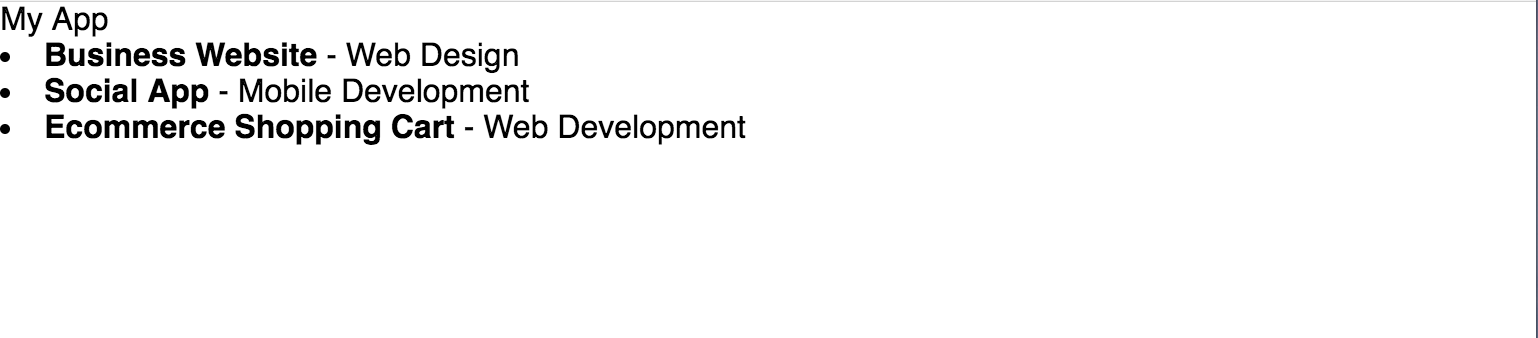 My App
• Business Website - Web Design
• Social App - Mobile Development
• Ecommerce Shopping Cart - Web Development